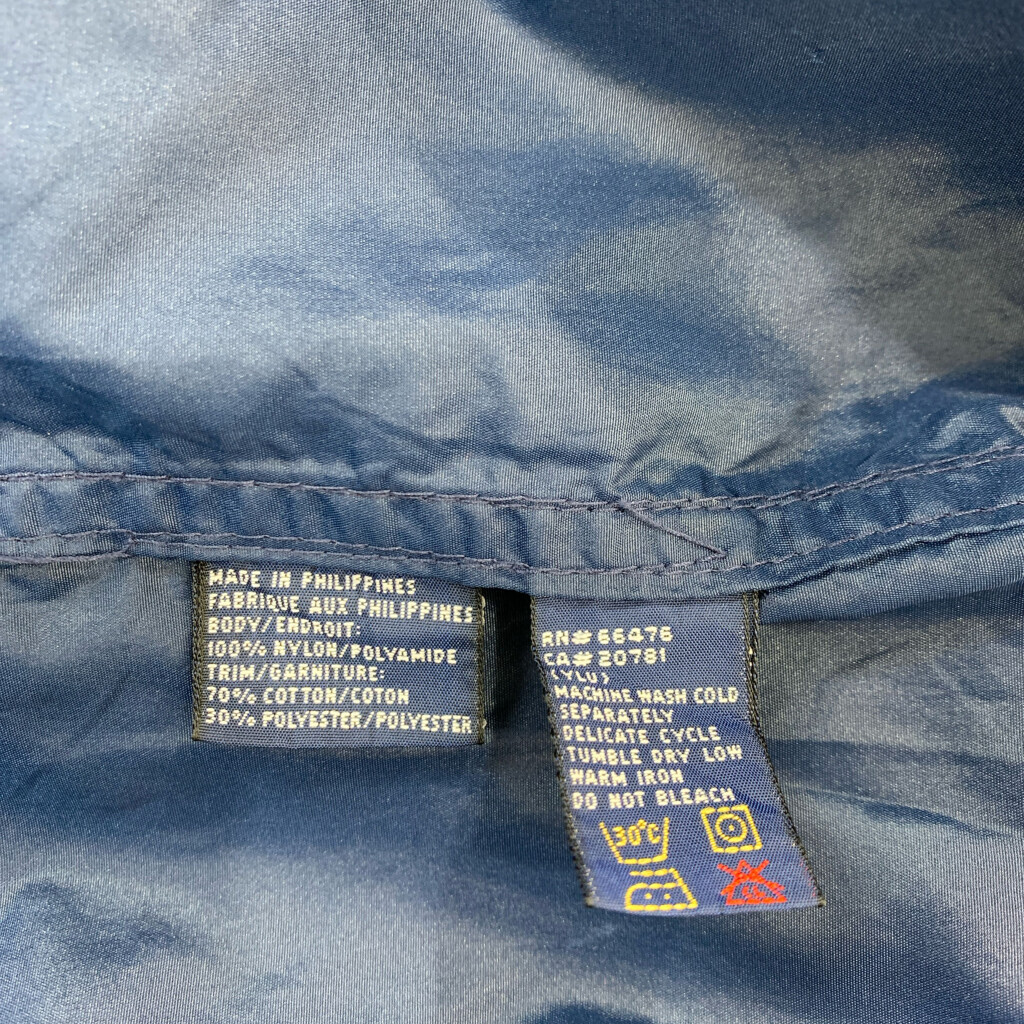 MADE IN PHILIPPINES
FABRIQUE AUX PHILIPPINES
BODY/ENDROIT:
100% NYLON/POLYAMIDE
TRIM/GARNITURE:
70% COTTON/COTON
30% POLYESTER/POLYESTER
RN# 66476
CA# 20781
(YLU)
MACHINE WASH COLD
SEPARATELY
DELICATE CYCLE
TUMBLE DRY LOW
WARM IRON
DO NOT BLEACH
30°C